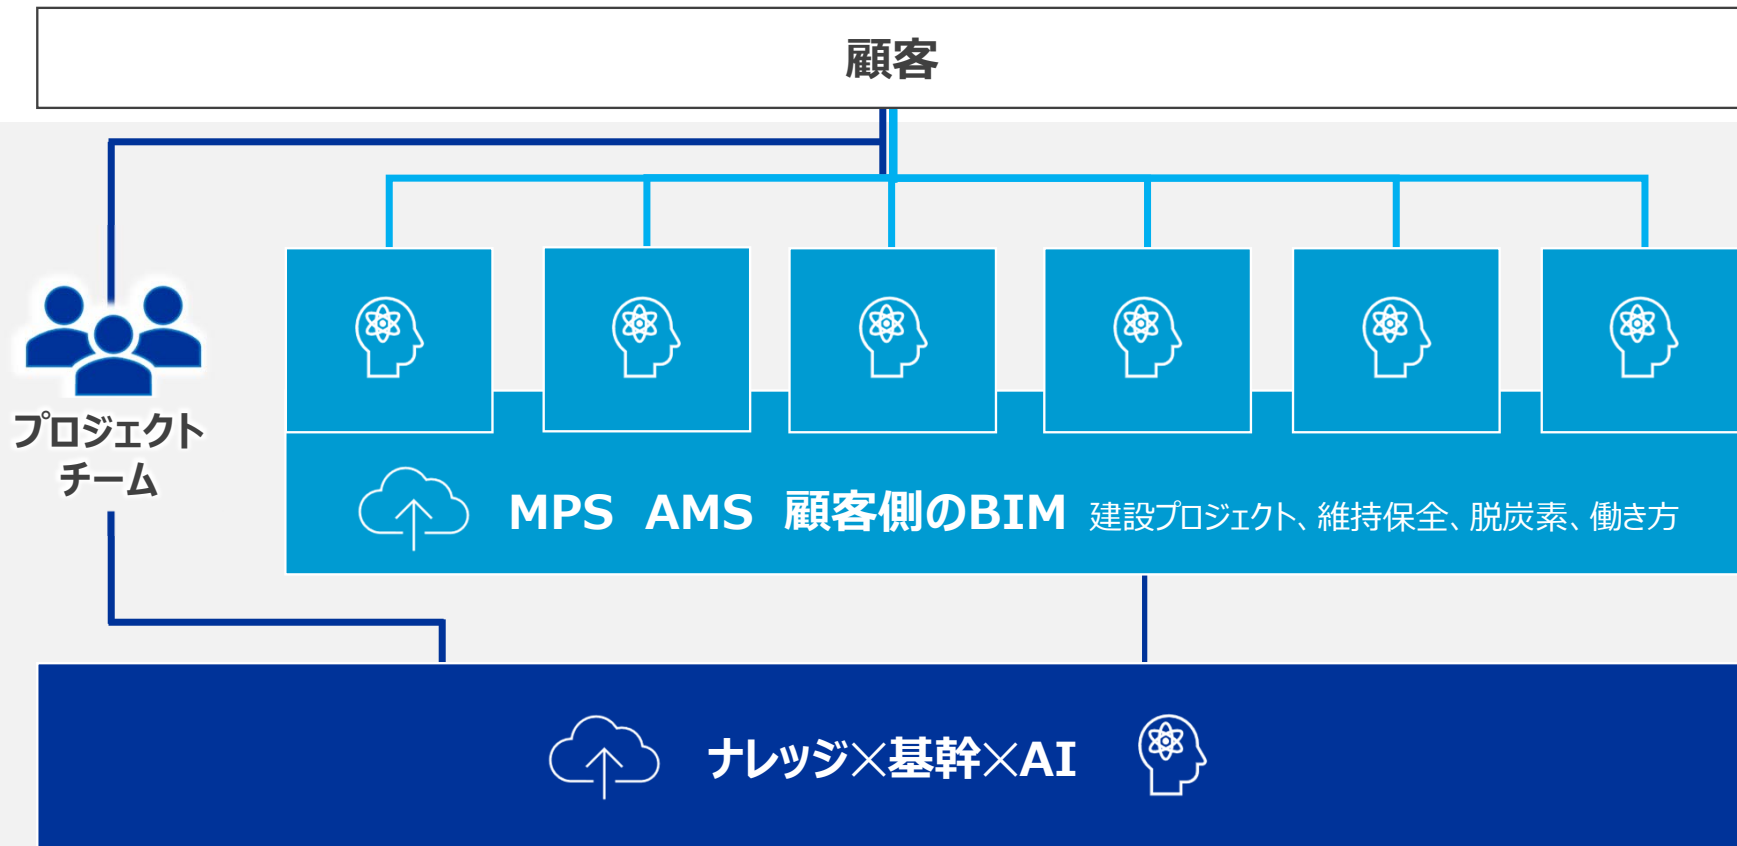 顧客
プロジェクト
チーム
MPS AMS 顧客側のBIM 建設プロジェクト、維持保全、脱炭素、働き方
ナレッジ×基幹×AI